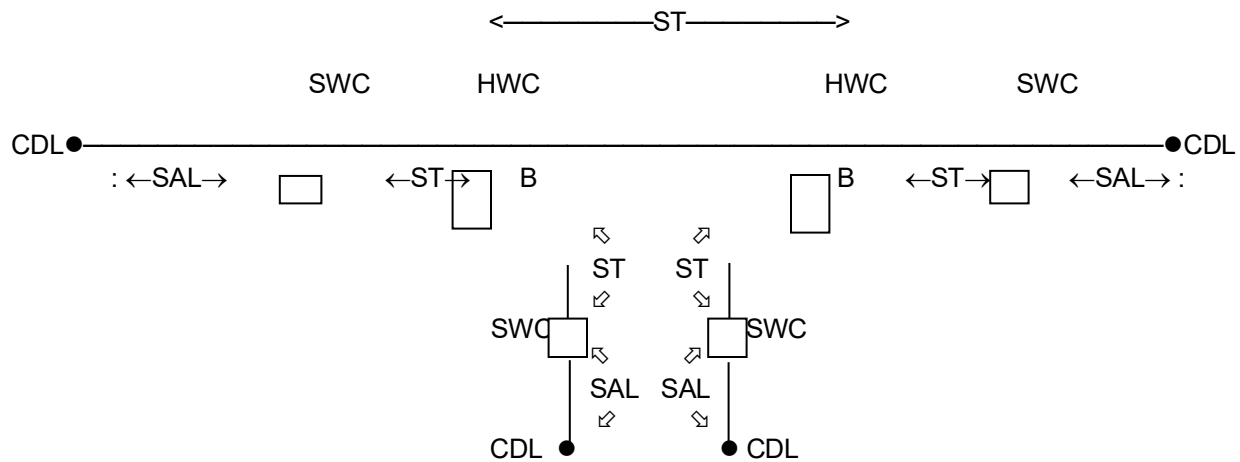 <ST>
SWC HWC HWC SWC
CDL CDL
: ←SAL→ ←ST→ B B ←ST→ ←SAL→ :
ST ST
SWC SWC
SAL SAL
CDL CDL